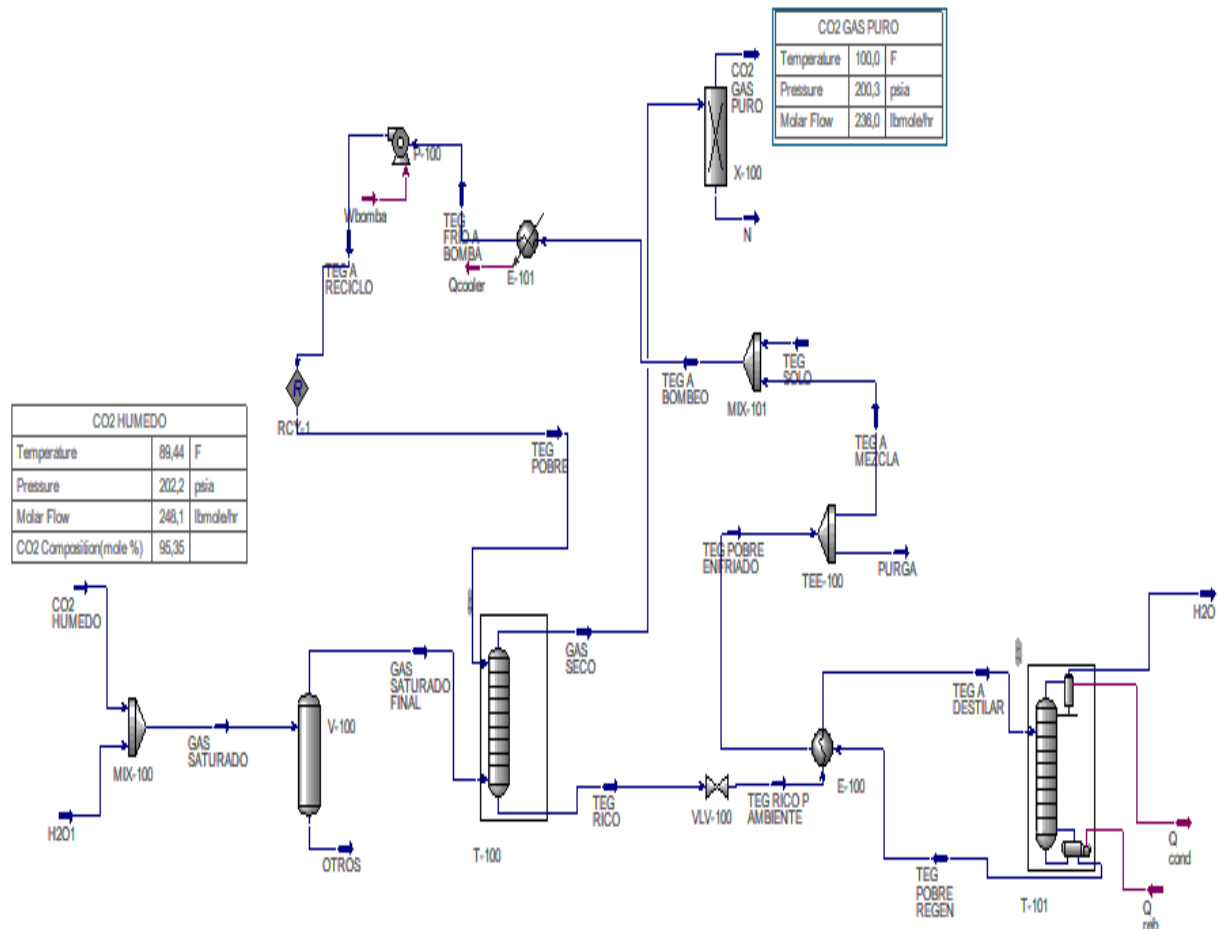 CO2 GAS PURO
Temperature 100,0 F
Pressure 200,3 psia
Molar Flow 236,0 lbmole/hr
CO2
GAS
PURO
X-100
N
P-100
Wbomba
TEG
FRIO A
BOMBA
Qcooler
E-101
TEG A
RECICLO
R
RCY-1
TEG
POBRE
TEG A
BOMBEO
TEG
SOLO
MIX-101
TEG A
MEZCLA
CO2 HUMEDO
Temperature 89,44 F
Pressure 202,2 psia
Molar Flow 248,1 lbmole/hr
CO2 Composition(mole %) 95,35
TEG POBRE
ENFRIADO
TEE-100
PURGA
CO2
HUMEDO
H2O
GAS
SATURADO
FINAL
GAS
SECO
TEG A
DESTILAR
V-100
MIX-100
GAS
SATURADO
E-100
H2O1
TEG
RICO
VLV-100
TEG RICO P
AMBIENTE
OTROS
T-100
TEG
POBRE
REGEN
T-101
Q
cond
Q
reb